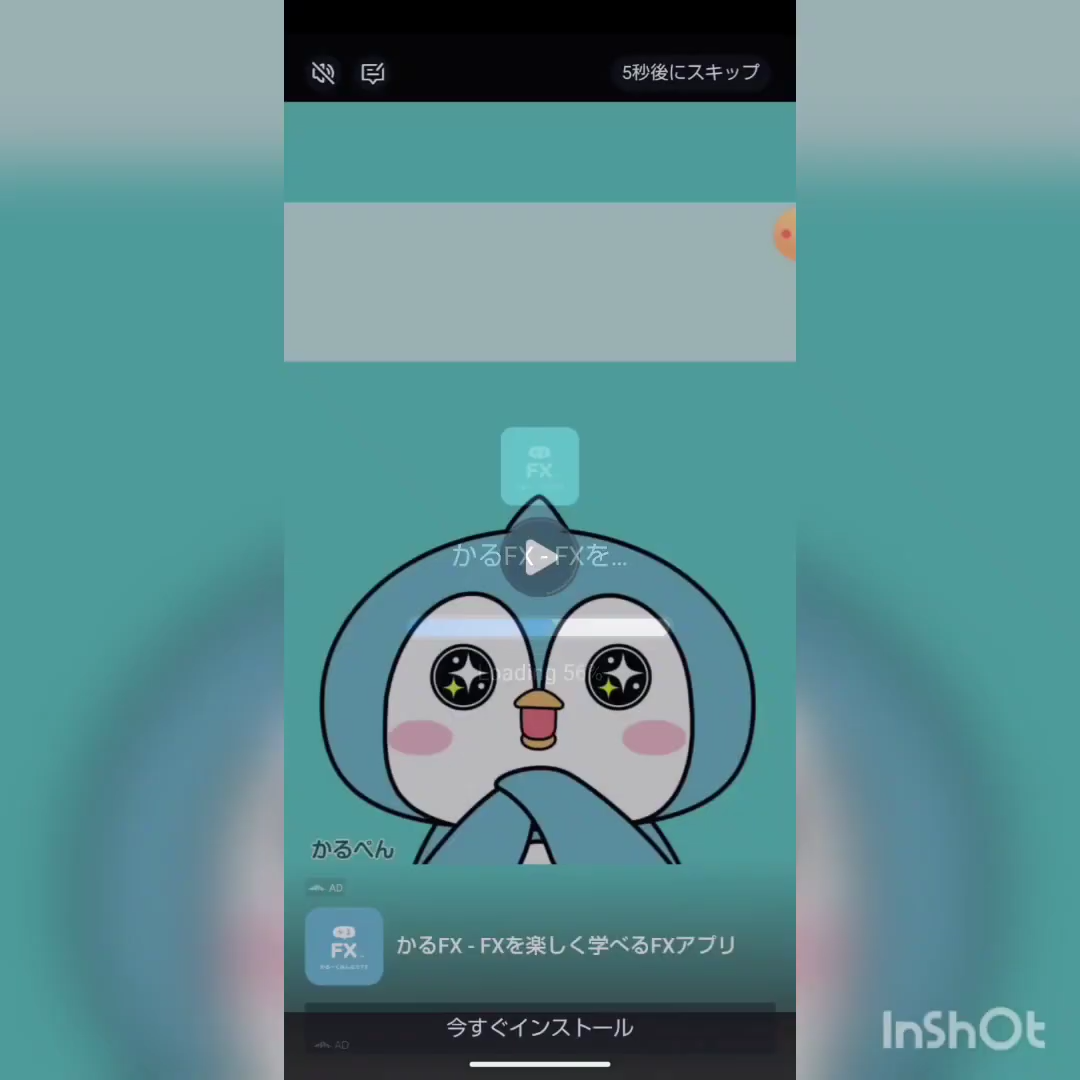 5秒後にスキップ
FX
かるFX - FXを...
Loading 56%
かるぺん
AD
FX
かるFX - FXを楽しく学べるFXアプリ
今すぐインストール
AD
InShOt